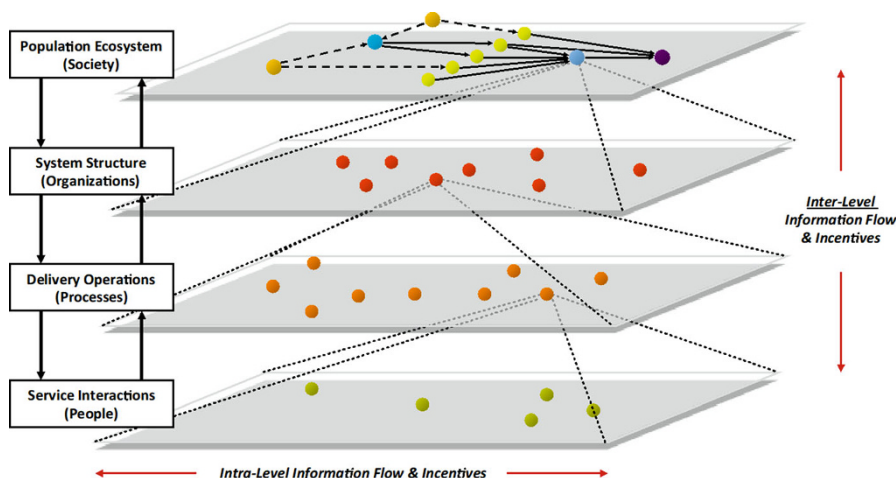 Population Ecosystem
(Society)
System Structure
(Organizations)
Inter-Level
Information Flow
& Incentives
Delivery Operations
(Processes)
Service Interactions
(People)
Intra-Level Information Flow & Incentives